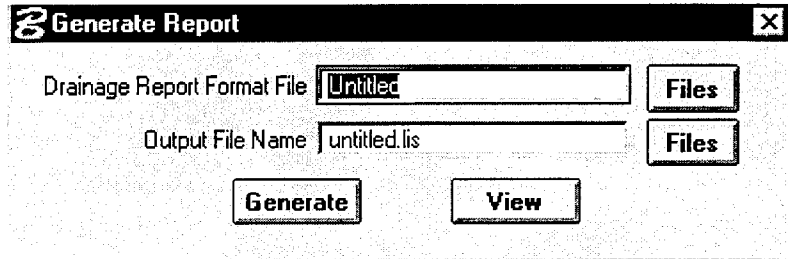 Generate Report
Drainage Report Format File Untitled Files
Output File Name untitled.lis Files
Generate View